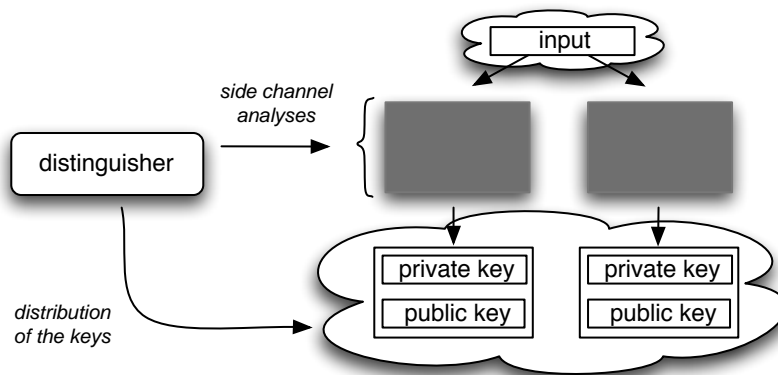 input
side channel
analyses
distinguisher
private key
private key
public key
public key
distribution
of the keys